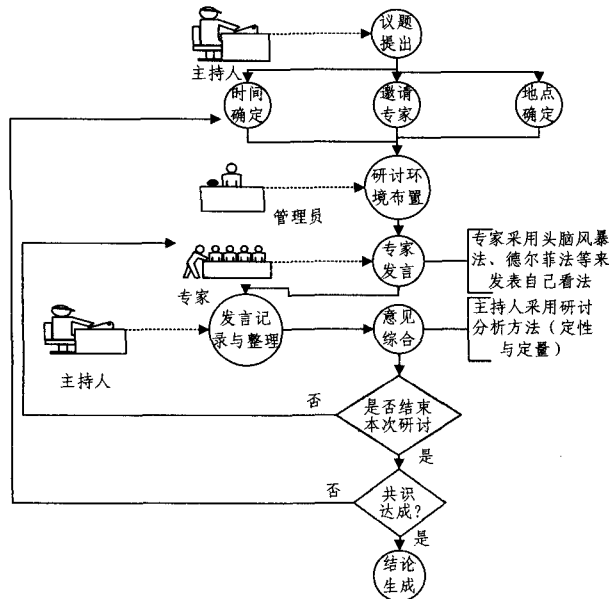 议题
提出
主持人
时间
确定
邀请
专家
地点
确定
研讨环
境布置
管理员
专家
发言
专家采用头脑风暴
法、德尔菲法等来
发表自己看法
专家
发言记
录与整理
意见
综合
主持人采用研讨
分析方法（定性
与定量）
主持人
否
是否结束
本次研讨
是
否
共识
达成?
是
结论
生成